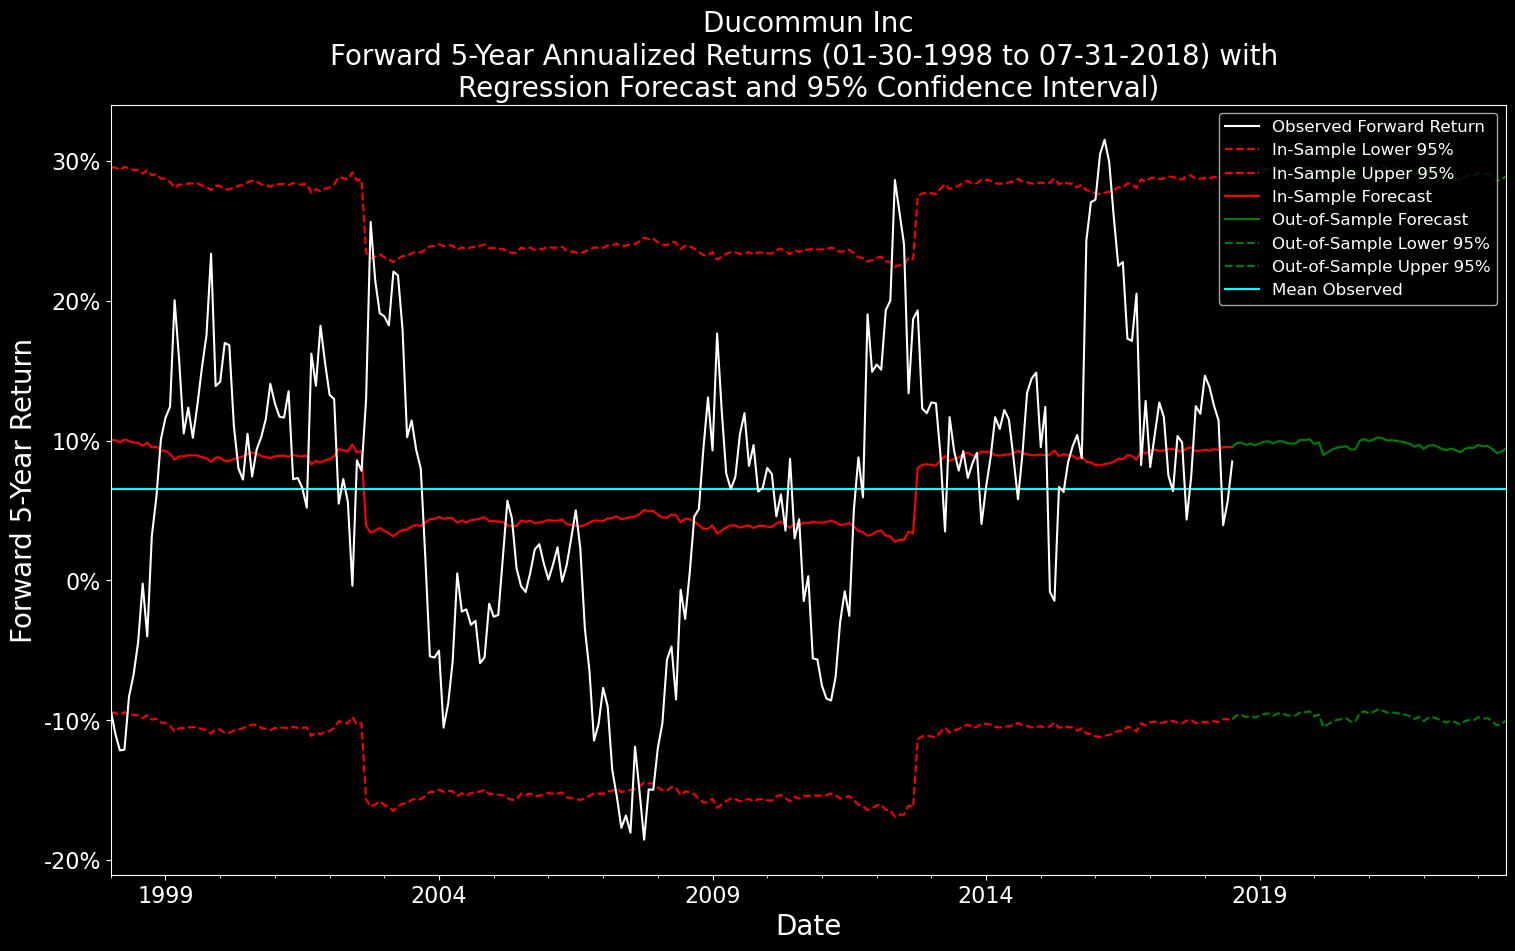 Ducommun Inc
Forward 5-Year Annualized Returns (01-30-1998 to 07-31-2018) with
Regression Forecast and 95% Confidence Interval)
Observed Forward Return
In-Sample Lower 95%
In-Sample Upper 95%
In-Sample Forecast
Out-of-Sample Forecast
Out-of-Sample Lower 95%
Out-of-Sample Upper 95%
Mean Observed
Forward 5-Year Return
30%
20%
10%
0%
-10%
-20%
1999
2004
2009
2014
2019
Date